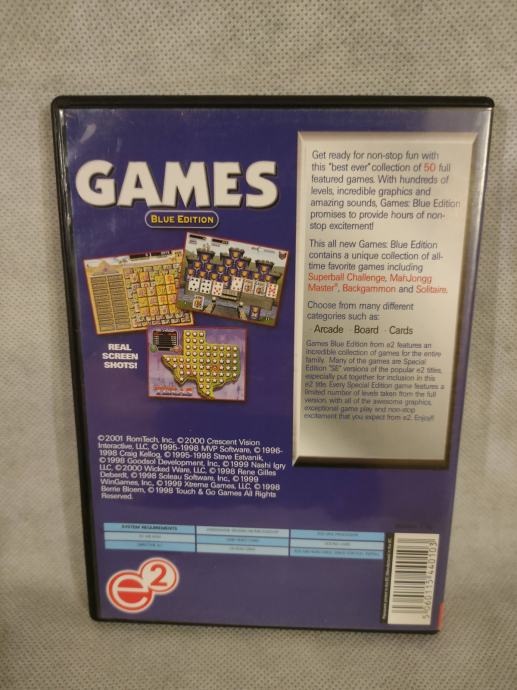 GAMES
BLUE EDITION
REAL
SCREEN
SHOTS!
Get ready for non-stop fun with
this "best ever" collection of 50 full
featured games. With hundreds of
levels, incredible graphics and
amazing sounds, Games: Blue Edition
promises to provide hours of non-
stop excitement!
This all new Games: Blue Edition
contains a unique collection of all-
time favorite games including
Superball Challenge, MahJongg
Master®, Backgammon and Solitaire.
Choose from many different
categories such as:
· Arcade · Board · Cards
Games Blue Edition from e2 features an
incredible collection of games for the entire
family. Many of the games are Special
Edition "SE" versions of the popular e2 titles,
especially put together for inclusion in this
e2 title. Every Special Edition game features a
limited number of levels taken from the full
version, with all of the awesome graphics,
exceptional game play and non-stop
excitement that you expect from e2. Enjoy!
©2001 RomTech, Inc, ©2000 Crescent Vision
Interactive, LLC, ©1995-1998 MVP Software, ©1996-
1998 Craig Kellog, ©1995-1998 Steve Estvanik,
©1998 Goodsol Development, Inc, ©1999 Nashi Igry
LLC, ©2000 Wicked Ware, LLC, ©1998 Rene Gilles
Deberdt, ©1998 Soleau Software, Inc, ©1999
WinGames, Inc, ©1999 Xtreme Games, LLC, ©1998
Berrie Bloem, ©1998 Touch & Go Games All Rights
Reserved.
SYSTEM REQUIREMENTS
e2
5 060115 440103